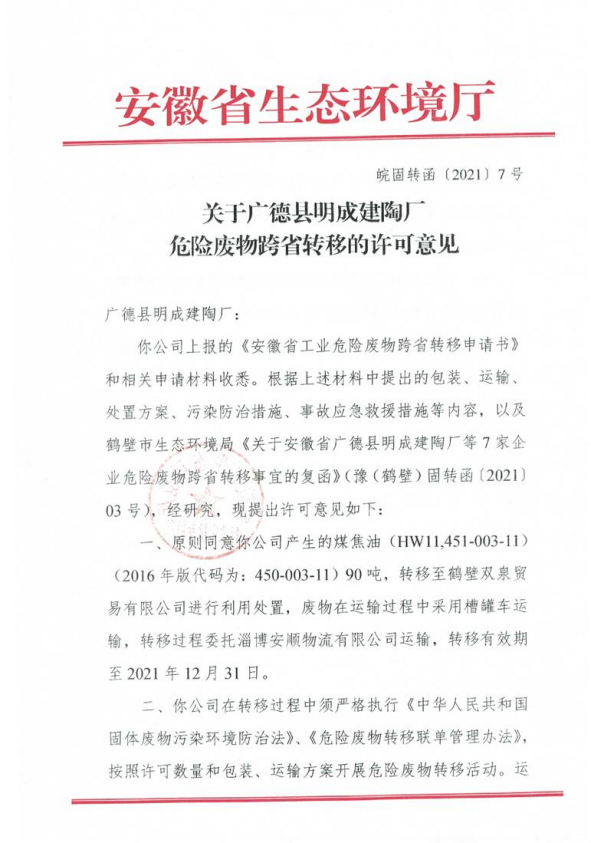 安徽省生态环境厅
皖固转函〔2021〕7号
关于广德县明成建陶厂
危险废物跨省转移的许可意见
广德县明成建陶厂：
你公司上报的《安徽省工业危险废物跨省转移申请书》
和相关申请材料收悉。根据上述材料中提出的包装、运输、
处置方案、污染防治措施、事故应急救援措施等内容，以及
鹤壁市生态环境局《关于安徽省广德县明成建陶厂等7家企
业危险废物跨省转移事宜的复函》（豫（鹤壁）固转函〔2021〕
03号），经研究，现提出许可意见如下：
一、原则同意你公司产生的煤焦油（HW11,451-003-11）
（2016年版代码为：450-003-11）90吨，转移至鹤壁双泉贸
易有限公司进行利用处置，废物在运输过程中采用槽罐车运
输，转移过程委托淄博安顺物流有限公司运输，转移有效期
至2021年12月31日。
二、你公司在转移过程中须严格执行《中华人民共和国
固体废物污染环境防治法》、《危险废物转移联单管理办法》，
按照许可数量和包装、运输方案开展危险废物转移活动。运